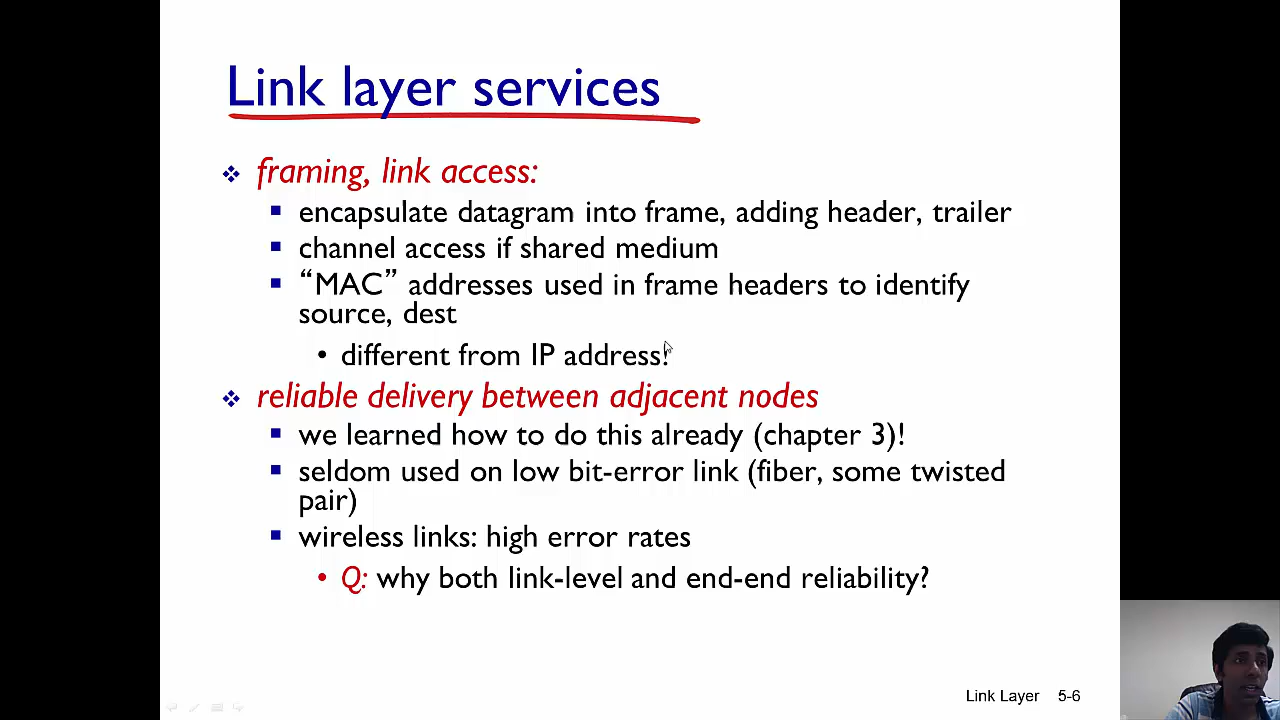 Link layer services
framing, link access:
encapsulate datagram into frame, adding header, trailer
channel access if shared medium
“MAC” addresses used in frame headers to identify
source, dest
• different from IP address!
reliable delivery between adjacent nodes
we learned how to do this already (chapter 3)!
seldom used on low bit-error link (fiber, some twisted
pair)
wireless links: high error rates
• Q: why both link-level and end-end reliability?
Link Layer 5-6